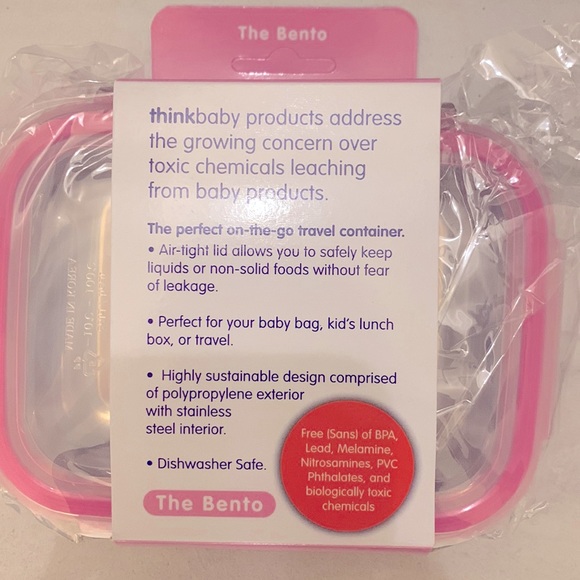 The Bento
thinkbaby products address
the growing concern over
toxic chemicals leaching
from baby products.
The perfect on-the-go travel container.
• Air-tight lid allows you to safely keep
liquids or non-solid foods without fear
of leakage.
• Perfect for your baby bag, kid's lunch
box, or travel.
• Highly sustainable design comprised
of polypropylene exterior
with stainless
steel interior.
• Dishwasher Safe.
Free (Sans) of BPA,
Lead, Melamine,
Nitrosamines, PVC
Phthalates, and
biologically toxic
chemicals
The Bento
MADE IN KOREA